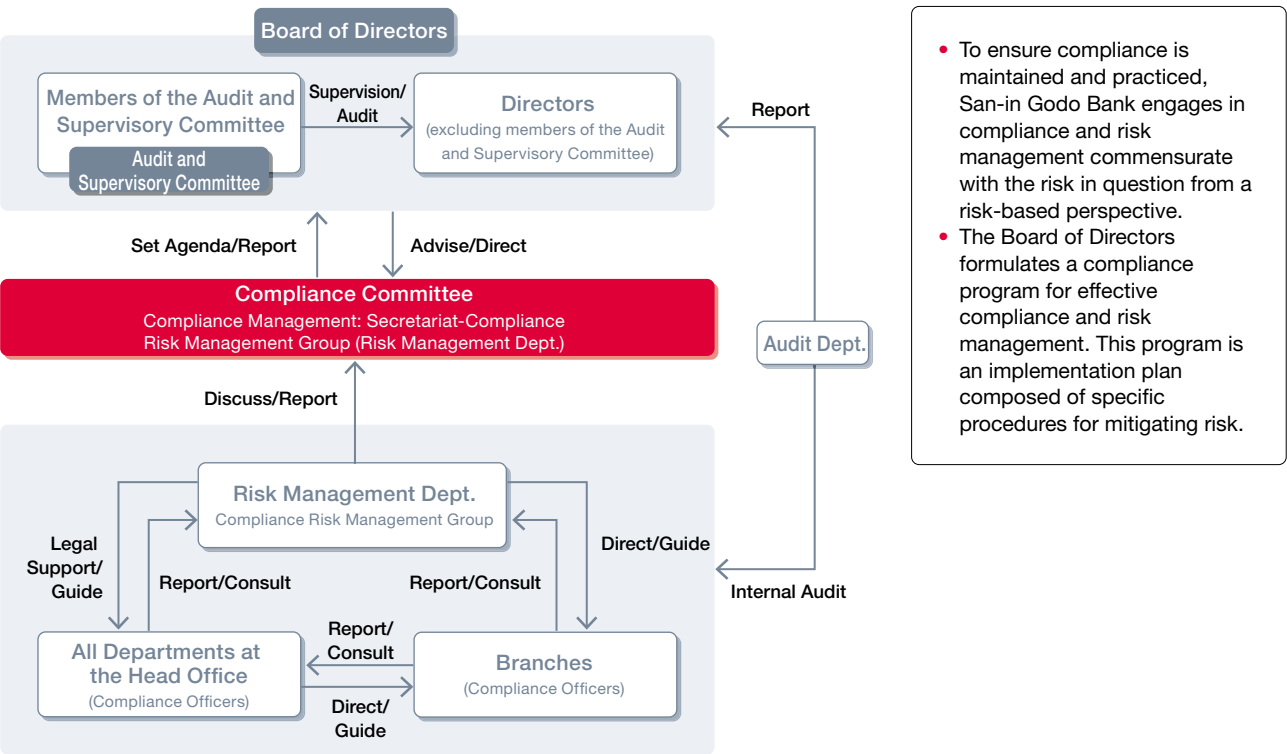 Board of Directors
Members of the Audit and
Supervisory Committee
Audit and
Supervisory Committee
Supervision/
Audit
Directors
(excluding members of the Audit
and Supervisory Committee)
Report
Set Agenda/Report
Advise/Direct
Compliance Committee
Compliance Management: Secretariat-Compliance
Risk Management Group (Risk Management Dept.)
Audit Dept.
Discuss/Report
Risk Management Dept.
Compliance Risk Management Group
Legal
Support/
Guide
Report/Consult
Report/Consult
Direct/Guide
Internal Audit
All Departments at
the Head Office
(Compliance Officers)
Report/
Consult
Direct/
Guide
Branches
(Compliance Officers)
• To ensure compliance is
maintained and practiced,
San-in Godo Bank engages in
compliance and risk
management commensurate
with the risk in question from a
risk-based perspective.
• The Board of Directors
formulates a compliance
program for effective
compliance and risk
management. This program is
an implementation plan
composed of specific
procedures for mitigating risk.